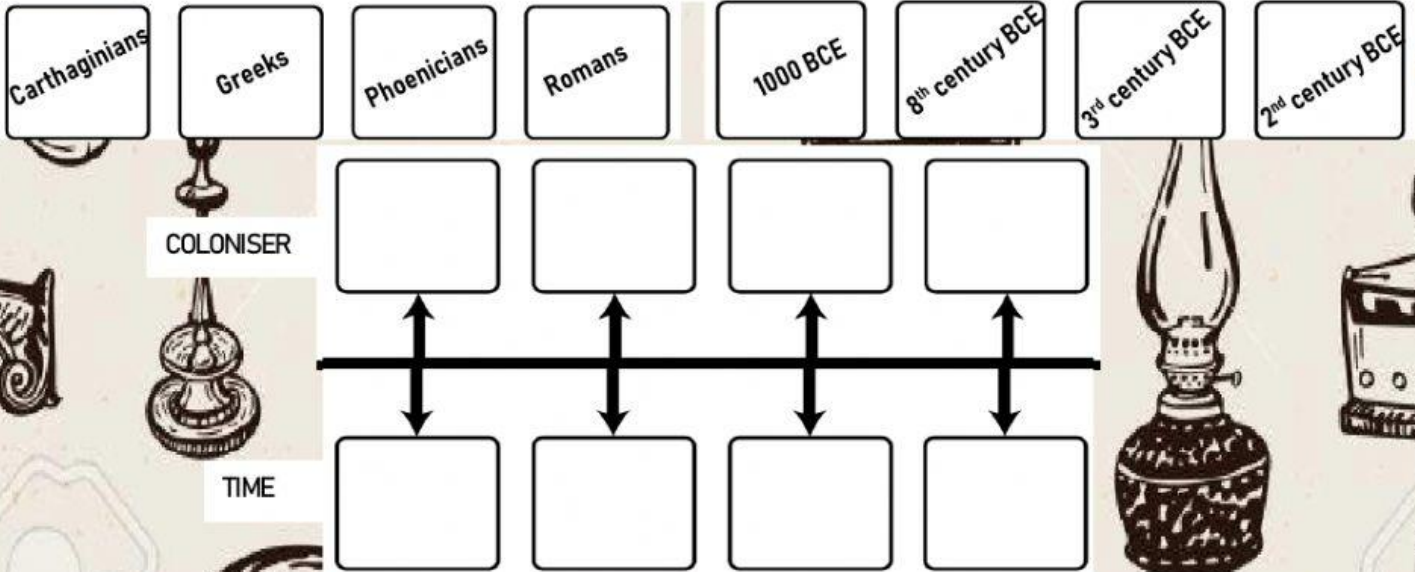 Carthaginians
Greeks
Phoenicians
Romans
1000 BCE
8th century BCE
3rd century BCE
2nd century BCE
COLONISER
TIME